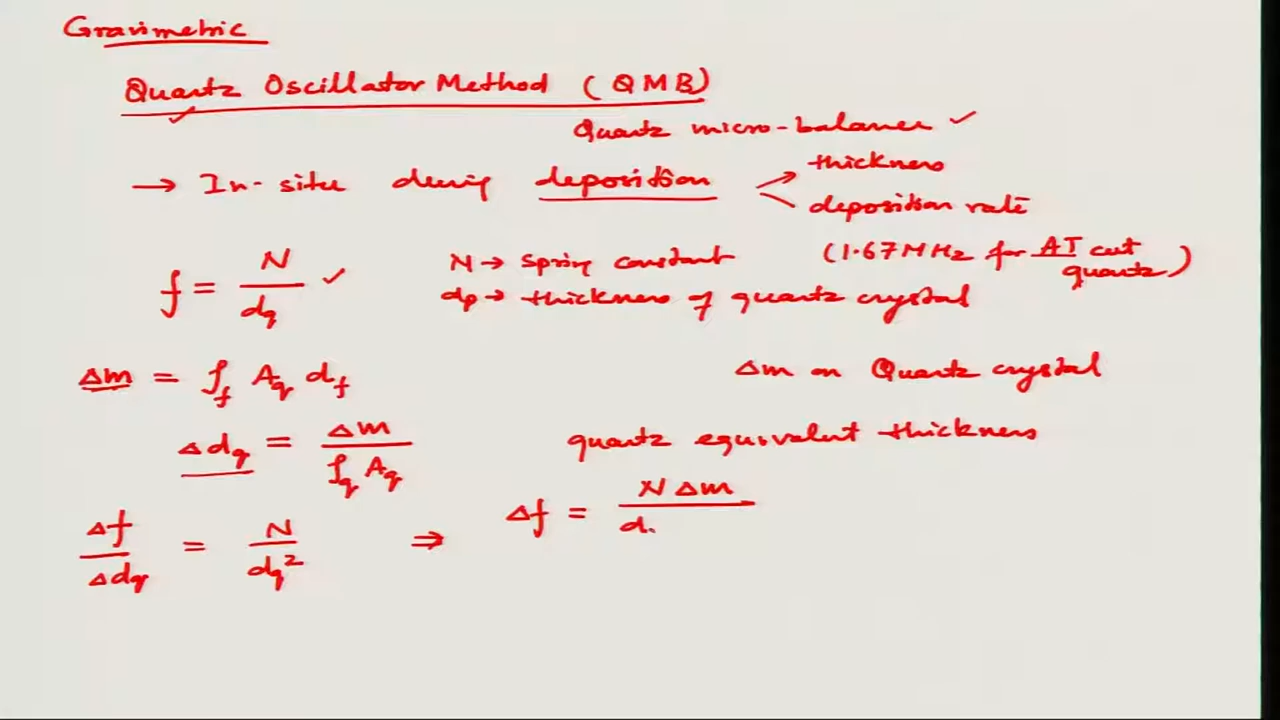 Gravimetric
Quartz Oscillator Method (QMB)
Quartz micro-balance ✓
→ In-situ during deposition
thickness
deposition rate
f = N / dq ✓
N → Spring constant (1.67 MHz for AT cut quartz)
dq → thickness of quartz crystal
Δm = ρf Aq df
Δm on Quartz crystal
Δdq = Δm / ρq Aq
quartz equivalent thickness
Δf / Δdq = N / dq² ⇒ Δf = N Δm / d.